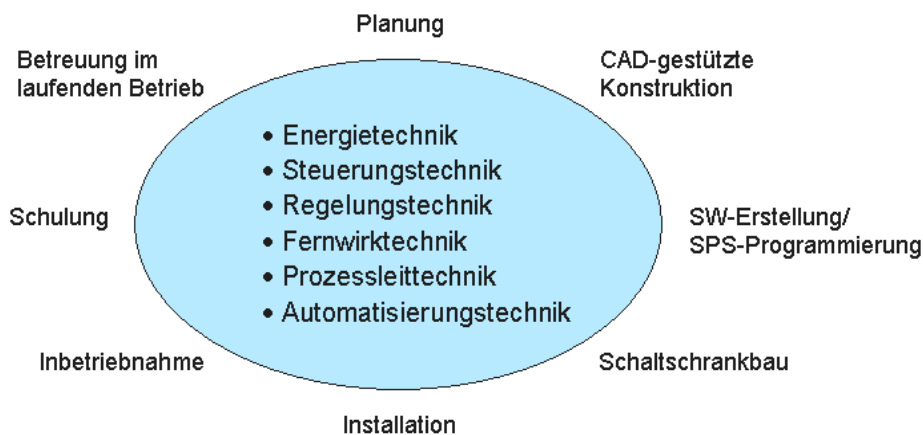 Planung
Betreuung im
laufenden Betrieb
CAD-gestützte
Konstruktion
• Energietechnik
• Steuerungstechnik
• Regelungstechnik
• Fernwirktechnik
• Prozessleittechnik
• Automatisierungstechnik
Schulung
SW-Erstellung/
SPS-Programmierung
Inbetriebnahme
Schaltschrankbau
Installation